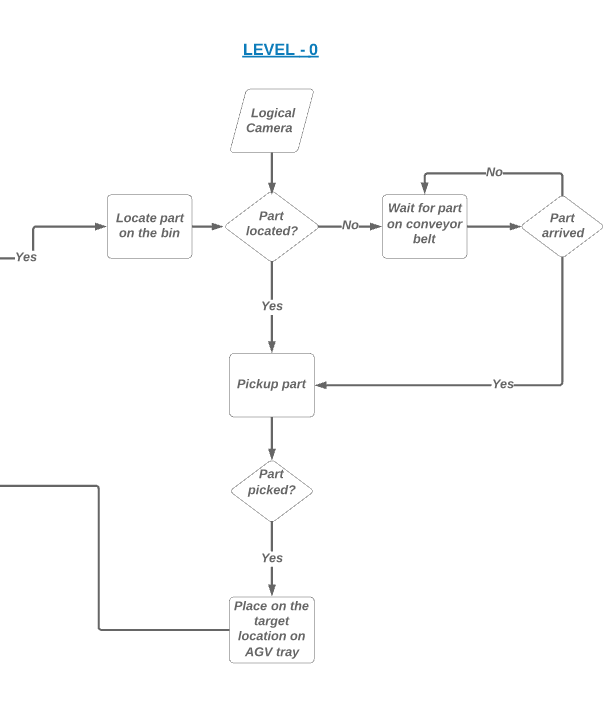 LEVEL - 0
Logical
Camera
No
Locate part
on the bin
Part
located?
No
Wait for part
on conveyor
belt
Part
arrived
Yes
Yes
Pickup part
Yes
Part
picked?
Yes
Place on the
target
location on
AGV tray